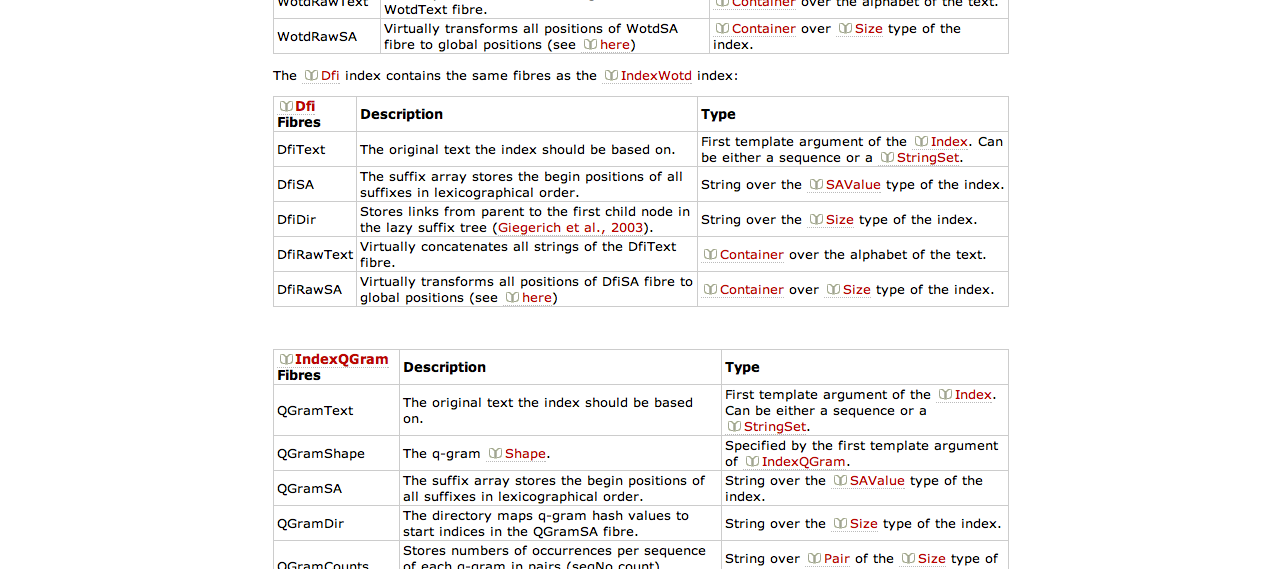 WotdRawText
WotdText fibre.
Container over the alphabet of the text.
WotdRawSA
Virtually transforms all positions of WotdSA
fibre to global positions (see here)
Container over Size type of the
index.
The Dfi index contains the same fibres as the IndexWotd index:
Dfi
Fibres
Description
Type
DfiText
The original text the index should be based on.
First template argument of the Index. Can
be either a sequence or a StringSet.
DfiSA
The suffix array stores the begin positions of all
suffixes in lexicographical order.
String over the SAValue type of the index.
DfiDir
Stores links from parent to the first child node in
the lazy suffix tree (Giegerich et al., 2003).
String over the Size type of the index.
DfiRawText
Virtually concatenates all strings of the DfiText
fibre.
Container over the alphabet of the text.
DfiRawSA
Virtually transforms all positions of DfiSA fibre to
global positions (see here)
Container over Size type of the index.
IndexQGram
Fibres
Description
Type
QGramText
The original text the index should be based
on.
First template argument of the Index.
Can be either a sequence or a
StringSet.
QGramShape
The q-gram Shape.
Specified by the first template argument
of IndexQGram.
QGramSA
The suffix array stores the begin positions of
all suffixes in lexicographical order.
String over the SAValue type of the
index.
QGramDir
The directory maps q-gram hash values to
start indices in the QGramSA fibre.
String over the Size type of the index.
QGramCounts
Stores numbers of occurrences per sequence
of each q-gram in pairs (seqNo,count).
String over Pair of the Size type of